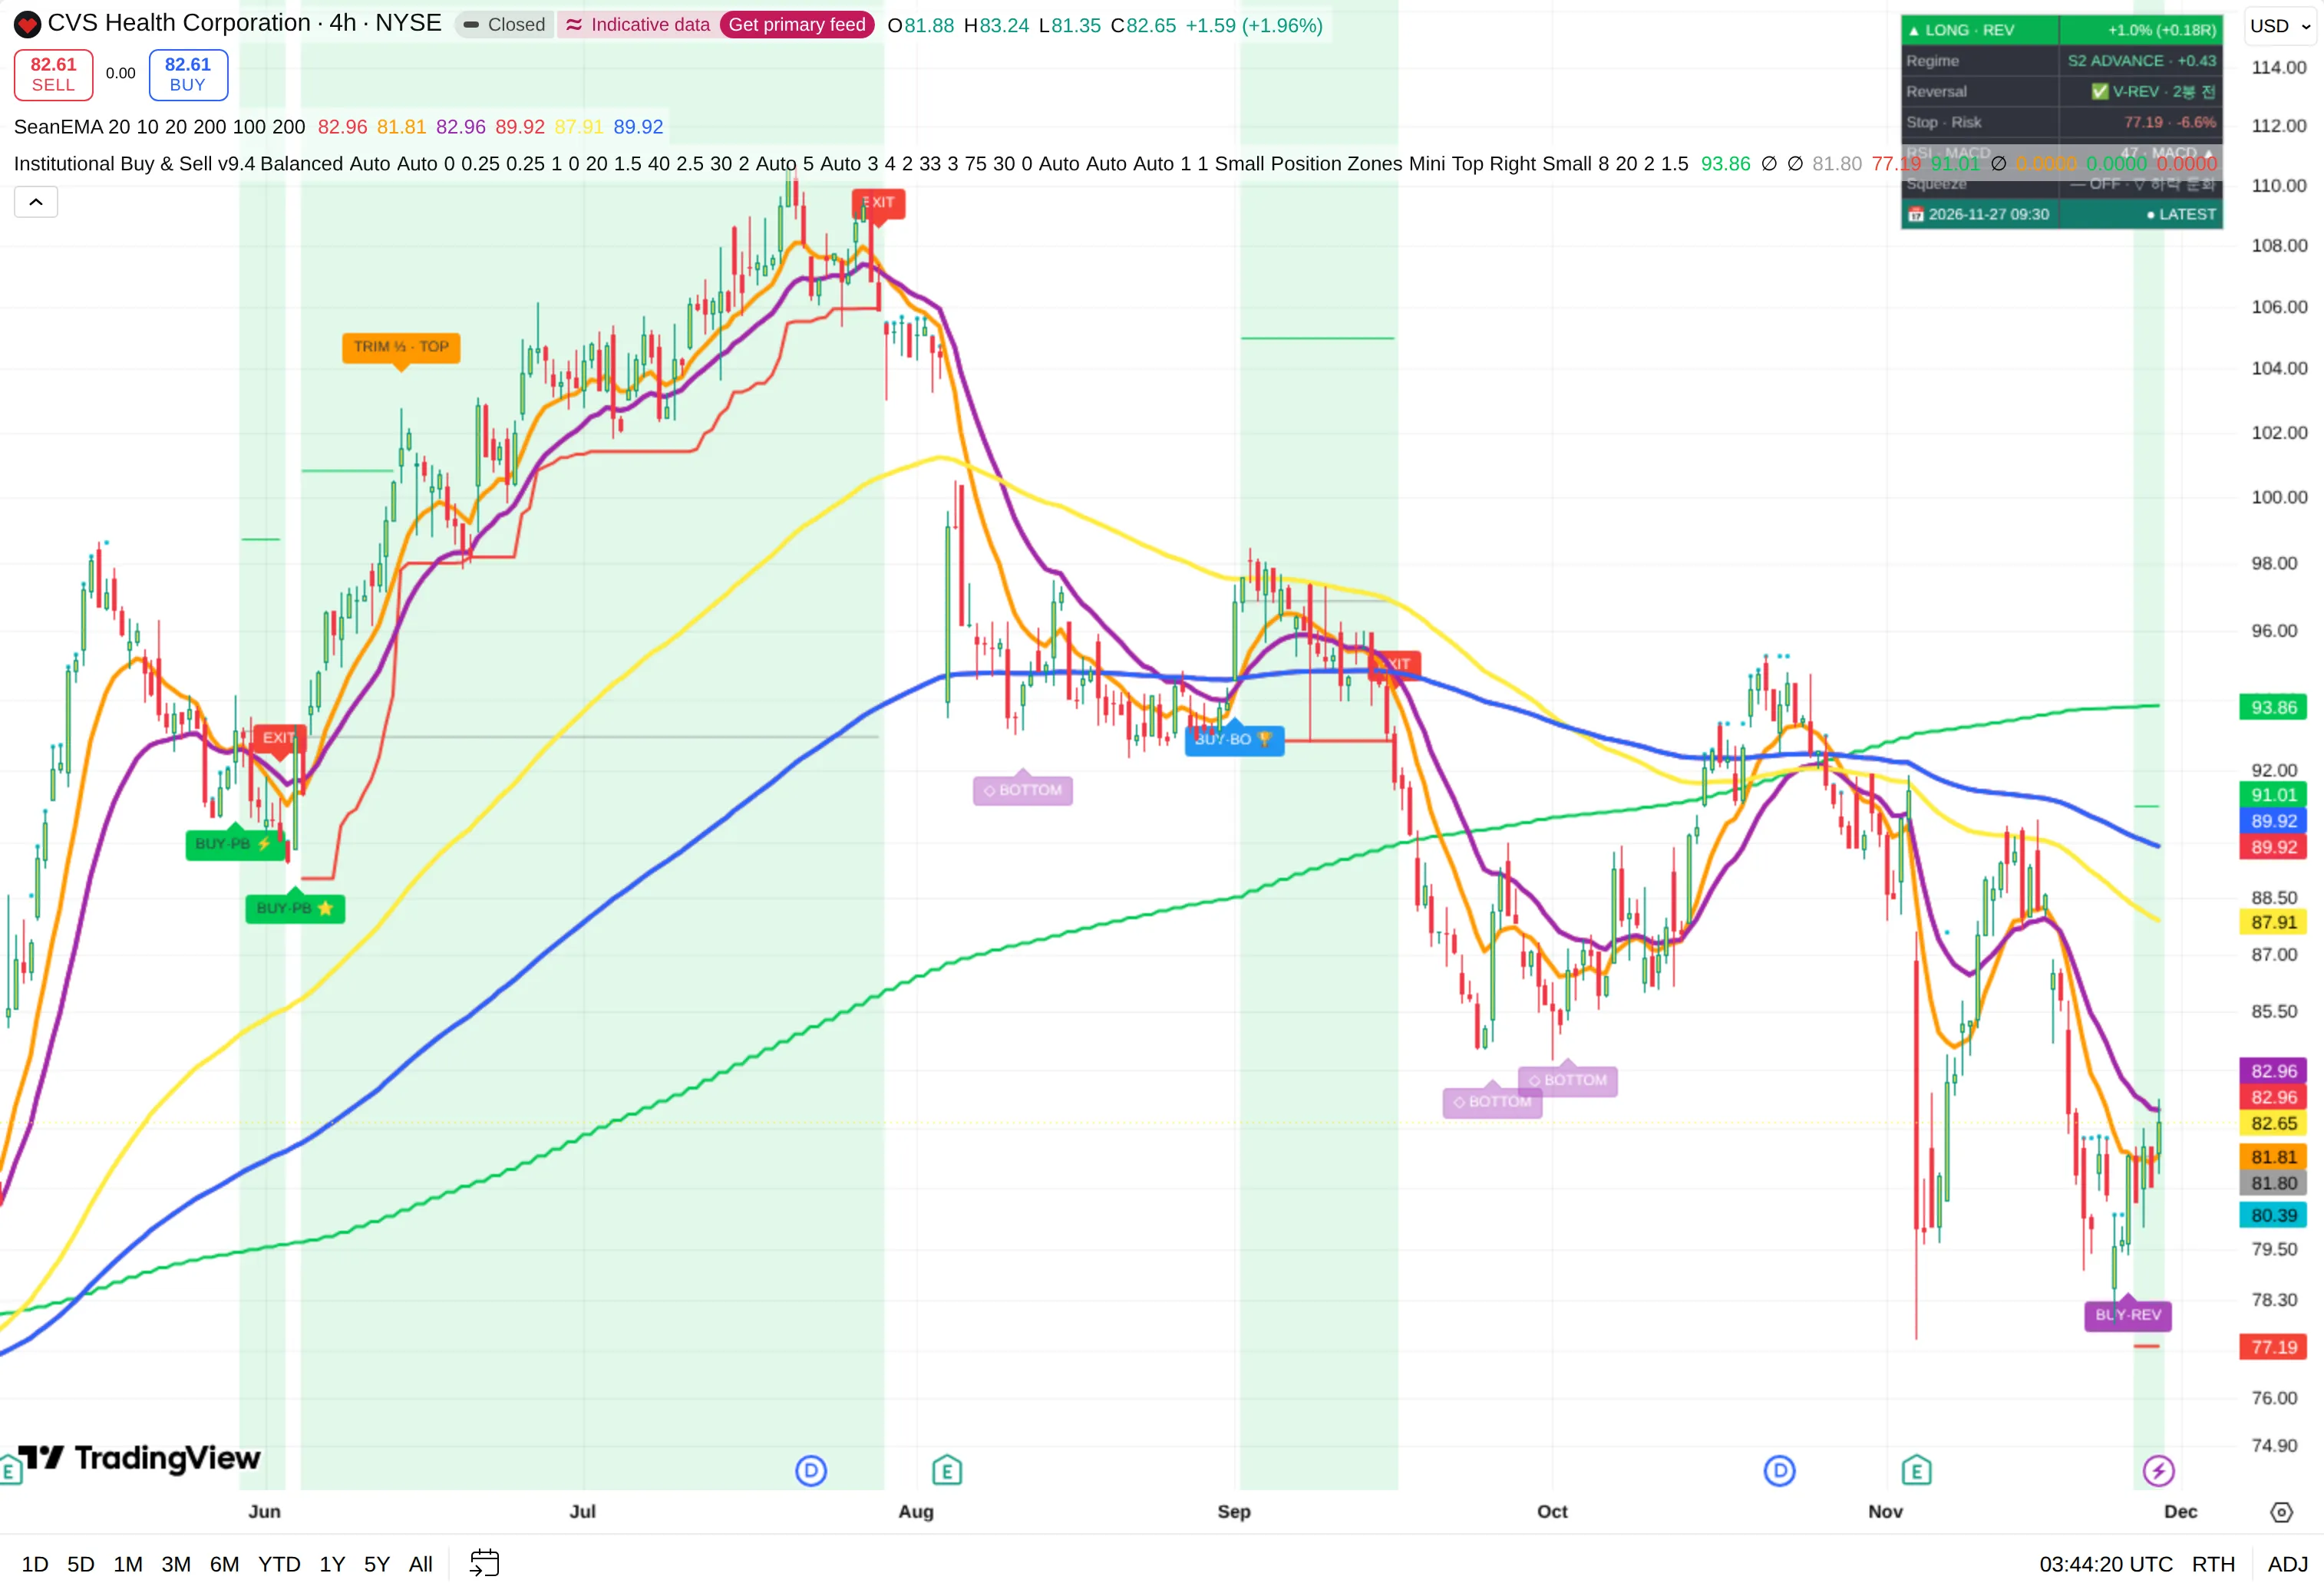 CVS Health Corporation · 4h · NYSE Closed Indicative data Get primary feed O81.88 H83.24 L81.35 C82.65 +1.59 (+1.96%)
USD
82.61 SELL 0.00 82.61 BUY
SeanEMA 20 10 20 200 100 200 82.96 81.81 82.96 89.92 87.91 89.92
Institutional Buy & Sell v9.4 Balanced Auto Auto 0 0.25 0.25 1 0 20 1.5 40 2.5 30 2 Auto 5 Auto 3 4 2 33 3 75 30 0 Auto Auto Auto 1 1 Small Position Zones Mini Top Right Small 8 20 2 1.5 93.86 ∅ ∅ 81.80 77.19 91.01 ∅ 0.0000 0.0000 0.0000
▲ LONG · REV +1.0% (+0.18R)
Regime S2 ADVANCE · +0.43
Reversal ✅ V-REV · 2봉 전
Stop · Risk 77.19 · -6.6%
RSI · MACD 47 · MACD ▲
Squeeze — OFF · ▽ 하락 둔화
📅 2026-11-27 09:30 ● LATEST
EXIT
TRIM ⅓ · TOP
EXIT
EXIT
BUY-PB ⚡
BUY-PB ⭐
BUY-BO 🏆
◇ BOTTOM
◇ BOTTOM
◇ BOTTOM
BUY-REV
114.00
112.00
110.00
108.00
106.00
104.00
102.00
100.00
98.00
96.00
93.86
92.00
91.01
89.92
89.92
88.50
87.91
87.00
85.50
82.96
82.96
82.65
81.81
81.80
80.39
79.50
78.30
77.19
76.00
74.90
TradingView
E D E D E
Jun Jul Aug Sep Oct Nov Dec
1D 5D 1M 3M 6M YTD 1Y 5Y All 03:44:20 UTC RTH ADJ